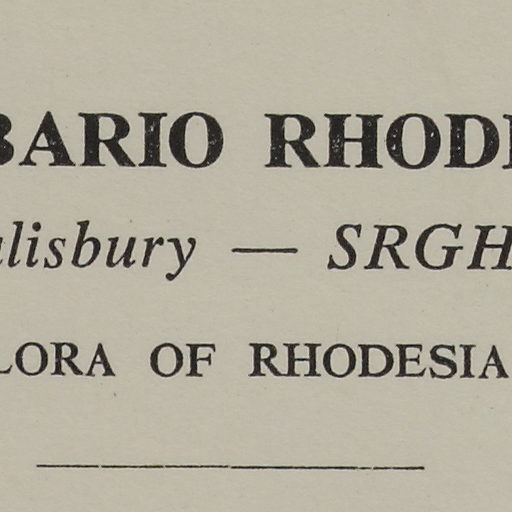 BARIO RHOD
alisbury — SRGH
LORA OF RHODESIA